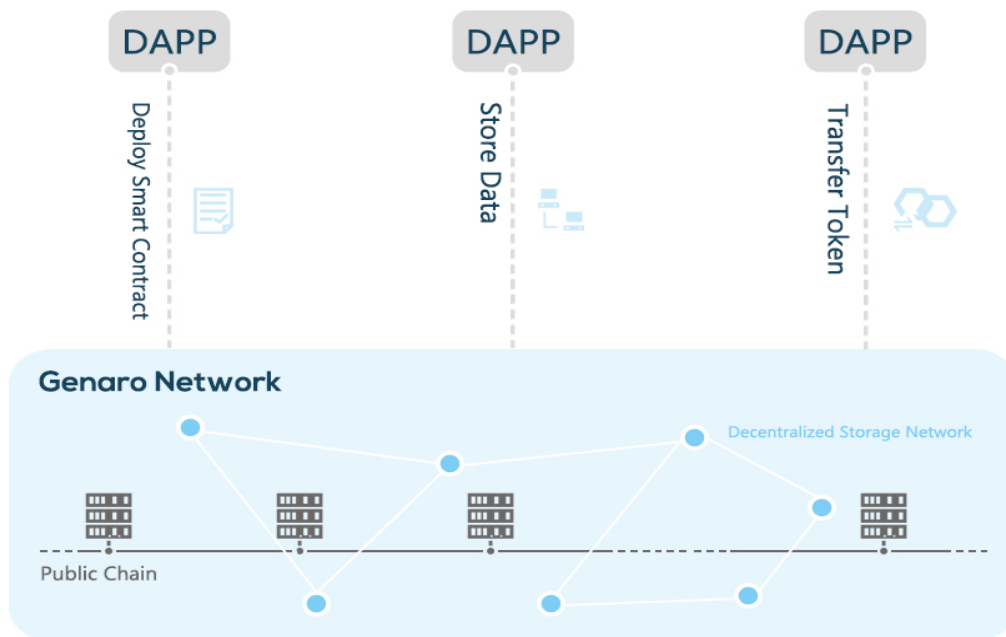 DAPP
DAPP
DAPP
Deploy Smart Contract
Store Data
Transfer Token
Genaro Network
Decentralized Storage Network
Public Chain